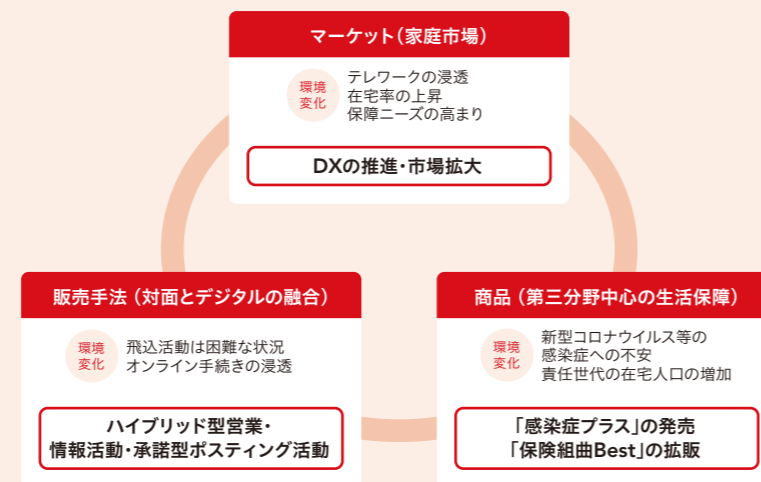 マーケット（家庭市場）
環境
変化
テレワークの浸透
在宅率の上昇
保障ニーズの高まり
DXの推進・市場拡大
販売手法（対面とデジタルの融合）
環境
変化
飛込活動は困難な状況
オンライン手続きの浸透
ハイブリッド型営業・
情報活動・承諾型ポスティング活動
商品（第三分野中心の生活保障）
環境
変化
新型コロナウイルス等の
感染症への不安
責任世代の在宅人口の増加
「感染症プラス」の発売
「保険組曲Best」の拡販